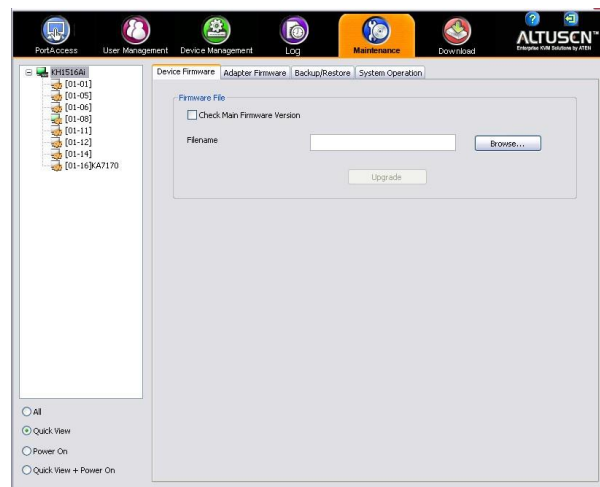 PortAccess
User Management
Device Management
Log
Maintenance
Download
ALTUSCN™
Enterprise KVM Solutions by ATEN
KH1516Ai
[01-01]
[01-05]
[01-06]
[01-08]
[01-11]
[01-12]
[01-14]
[01-16]KA7170
Device Firmware
Adapter Firmware
Backup/Restore
System Operation
Firmware File
Check Main Firmware Version
Filename
Browse...
Upgrade
All
Quick View
Power On
Quick View + Power On